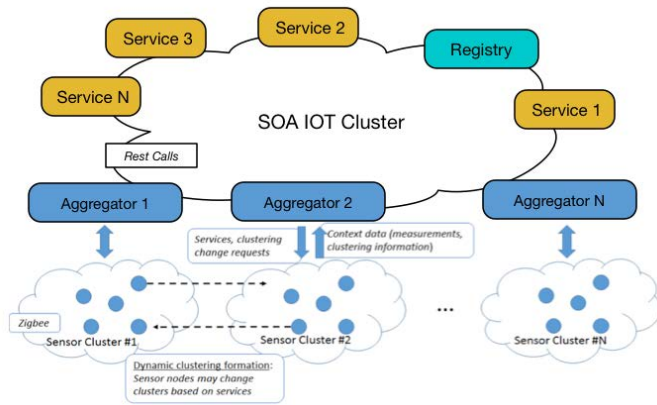 Service 2
Service 3
Registry
Service N
Service 1
SOA IOT Cluster
Rest Calls
Aggregator 1
Aggregator 2
Aggregator N
Services, clustering
change requests
Context data (measurements,
clustering information)
Zigbee
...
Sensor Cluster #1
Sensor Cluster #2
Sensor Cluster #N
Dynamic clustering formation:
Sensor nodes may change
clusters based on services